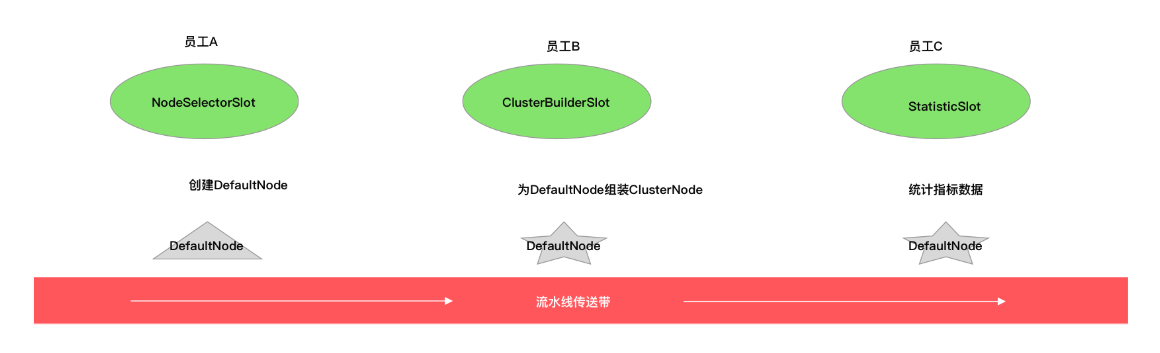 员工A
员工B
员工C
NodeSelectorSlot
ClusterBuilderSlot
StatisticSlot
创建DefaultNode
为DefaultNode组装ClusterNode
统计指标数据
DefaultNode
DefaultNode
DefaultNode
流水线传送带